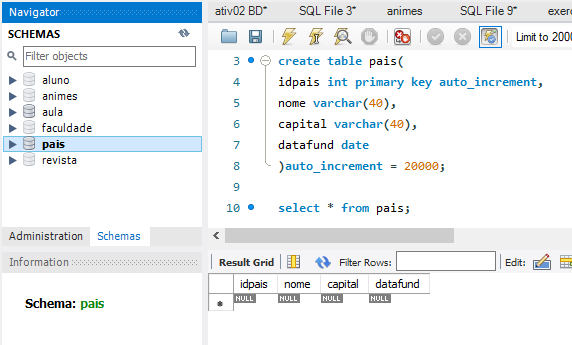 Navigator
SCHEMAS
Filter objects
aluno
animes
aula
faculdade
pais
revista
Administration Schemas
Information
Schema: pais
ativ02 BD* SQL File 3* animes SQL File 9*
Limit to 2000
3 create table pais(
4 idpais int primary key auto_increment,
5 nome varchar(40),
6 capital varchar(40),
7 datafund date
8 )auto_increment = 20000;
9
10 select * from pais;
Result Grid Filter Rows: Edit:
idpais nome capital datafund
NULL NULL NULL NULL